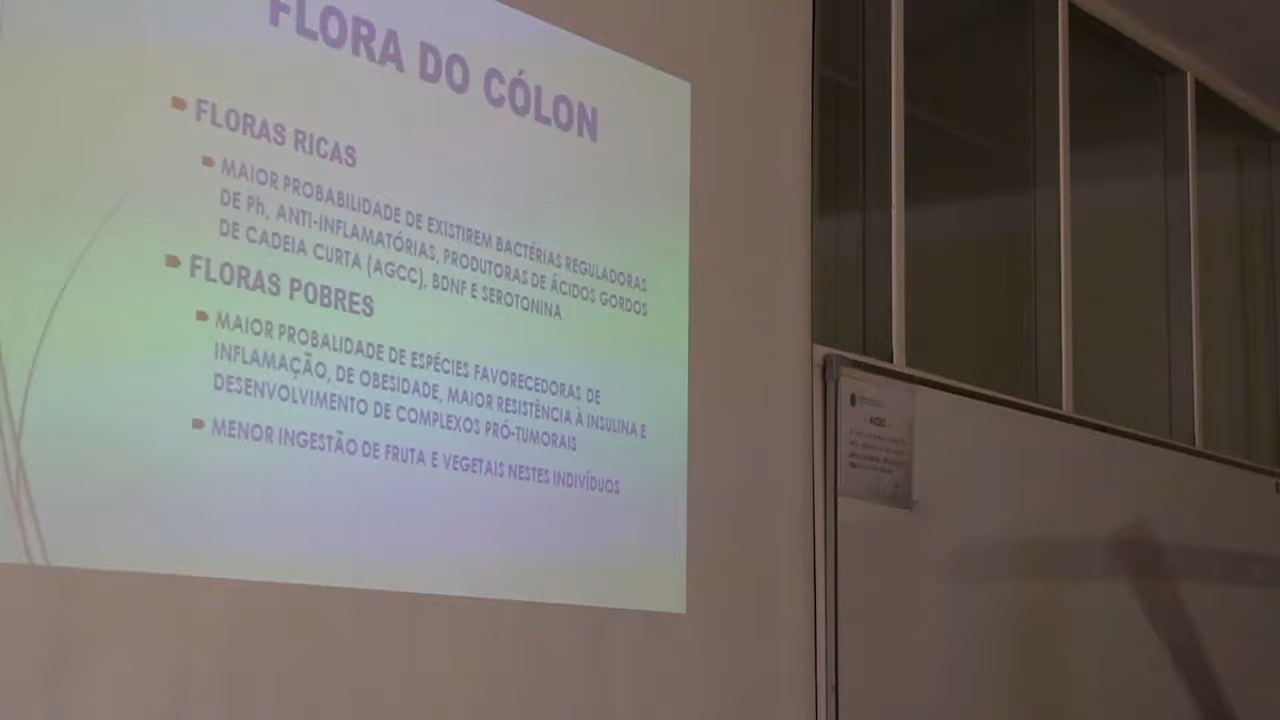 FLORA DO CÓLON
FLORAS RICAS
MAIOR PROBABILIDADE DE EXISTIREM BACTÉRIAS REGULADORAS
DE Ph, ANTI-INFLAMATÓRIAS, PRODUTORAS DE ÁCIDOS GORDOS
DE CADEIA CURTA (AGCC), BDNF E SEROTONINA
FLORAS POBRES
MAIOR PROBALIDADE DE ESPÉCIES FAVORECEDORAS DE
INFLAMAÇÃO, DE OBESIDADE, MAIOR RESISTÊNCIA À INSULINA E
DESENVOLVIMENTO DE COMPLEXOS PRÓ-TUMORAIS
MENOR INGESTÃO DE FRUTA E VEGETAIS NESTES INDIVÍDUOS
AVISO